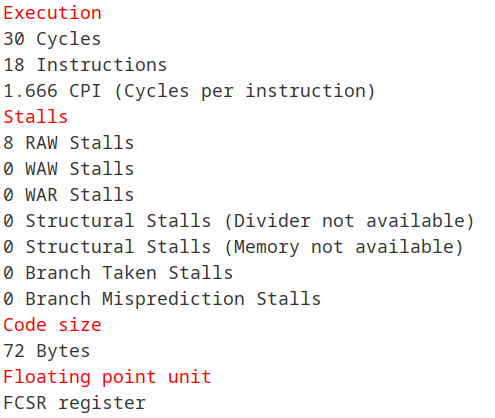 Execution
30 Cycles
18 Instructions
1.666 CPI (Cycles per instruction)
Stalls
8 RAW Stalls
0 WAW Stalls
0 WAR Stalls
0 Structural Stalls (Divider not available)
0 Structural Stalls (Memory not available)
0 Branch Taken Stalls
0 Branch Misprediction Stalls
Code size
72 Bytes
Floating point unit
FCSR register